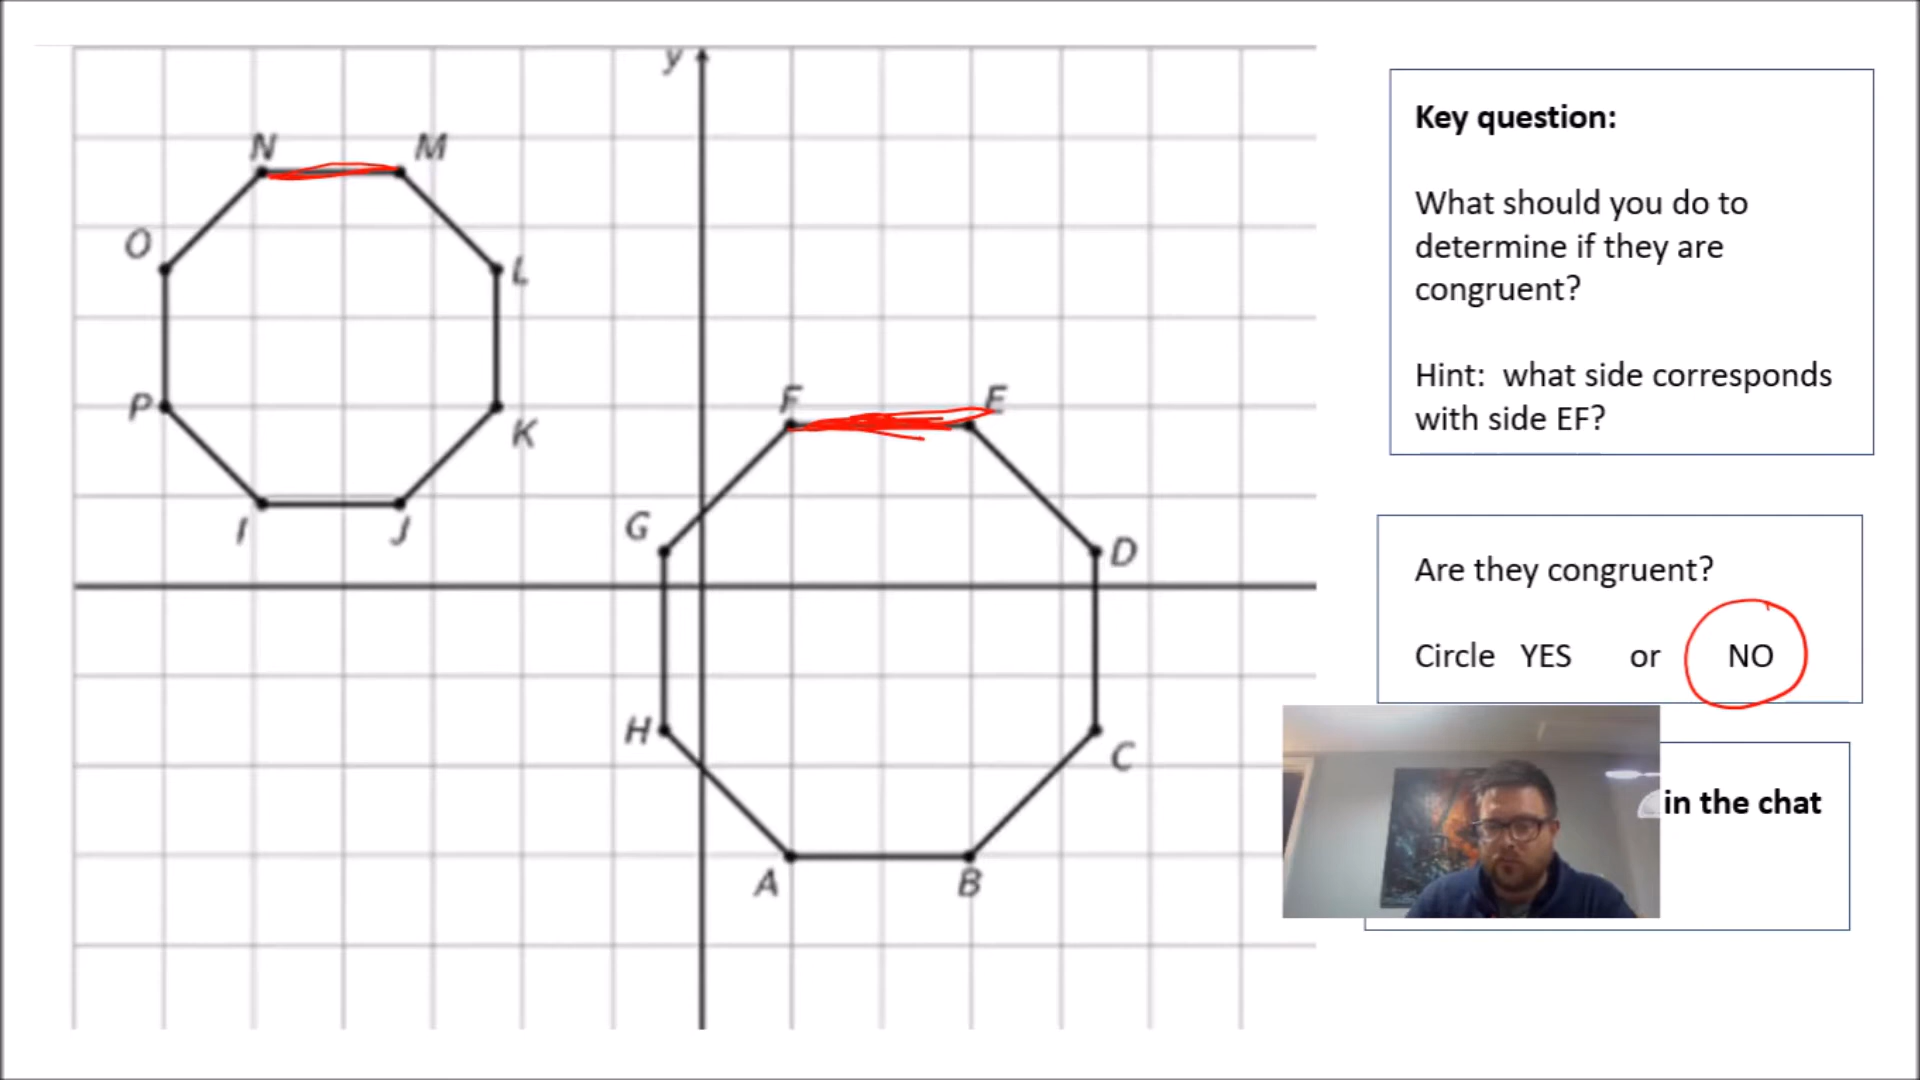 y
N
M
O
L
P
K
I
J
F
E
G
D
H
C
A
B
Key question:
What should you do to
determine if they are
congruent?
Hint: what side corresponds
with side EF?
Are they congruent?
Circle YES or NO
in the chat